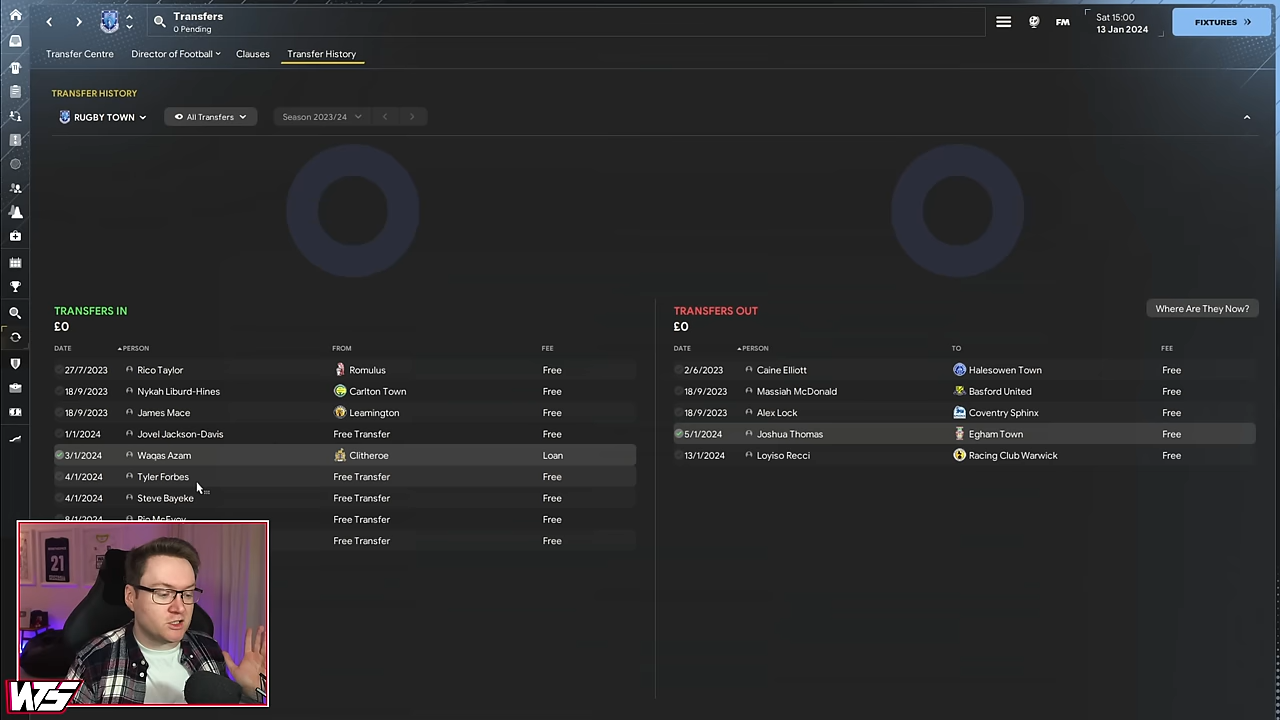 Transfers
0 Pending
FM
Sat 15:00
13 Jan 2024
FIXTURES
Transfer Centre
Director of Football
Clauses
Transfer History
TRANSFER HISTORY
RUGBY TOWN
All Transfers
Season 2023/24
TRANSFERS IN
£0
DATE PERSON FROM FEE
27/7/2023 Rico Taylor Romulus Free
18/9/2023 Nykah Liburd-Hines Carlton Town Free
18/9/2023 James Mace Leamington Free
1/1/2024 Jovel Jackson-Davis Free Transfer Free
3/1/2024 Waqas Azam Clitheroe Loan
4/1/2024 Tyler Forbes Free Transfer Free
4/1/2024 Steve Bayeke Free Transfer Free
8/1/2024 Rio McEvoy Free Transfer Free
Free Transfer Free
TRANSFERS OUT
£0
Where Are They Now?
DATE PERSON TO FEE
2/6/2023 Caine Elliott Halesowen Town Free
18/9/2023 Massiah McDonald Basford United Free
18/9/2023 Alex Lock Coventry Sphinx Free
5/1/2024 Joshua Thomas Egham Town Free
13/1/2024 Loyiso Recci Racing Club Warwick Free
21
WTS